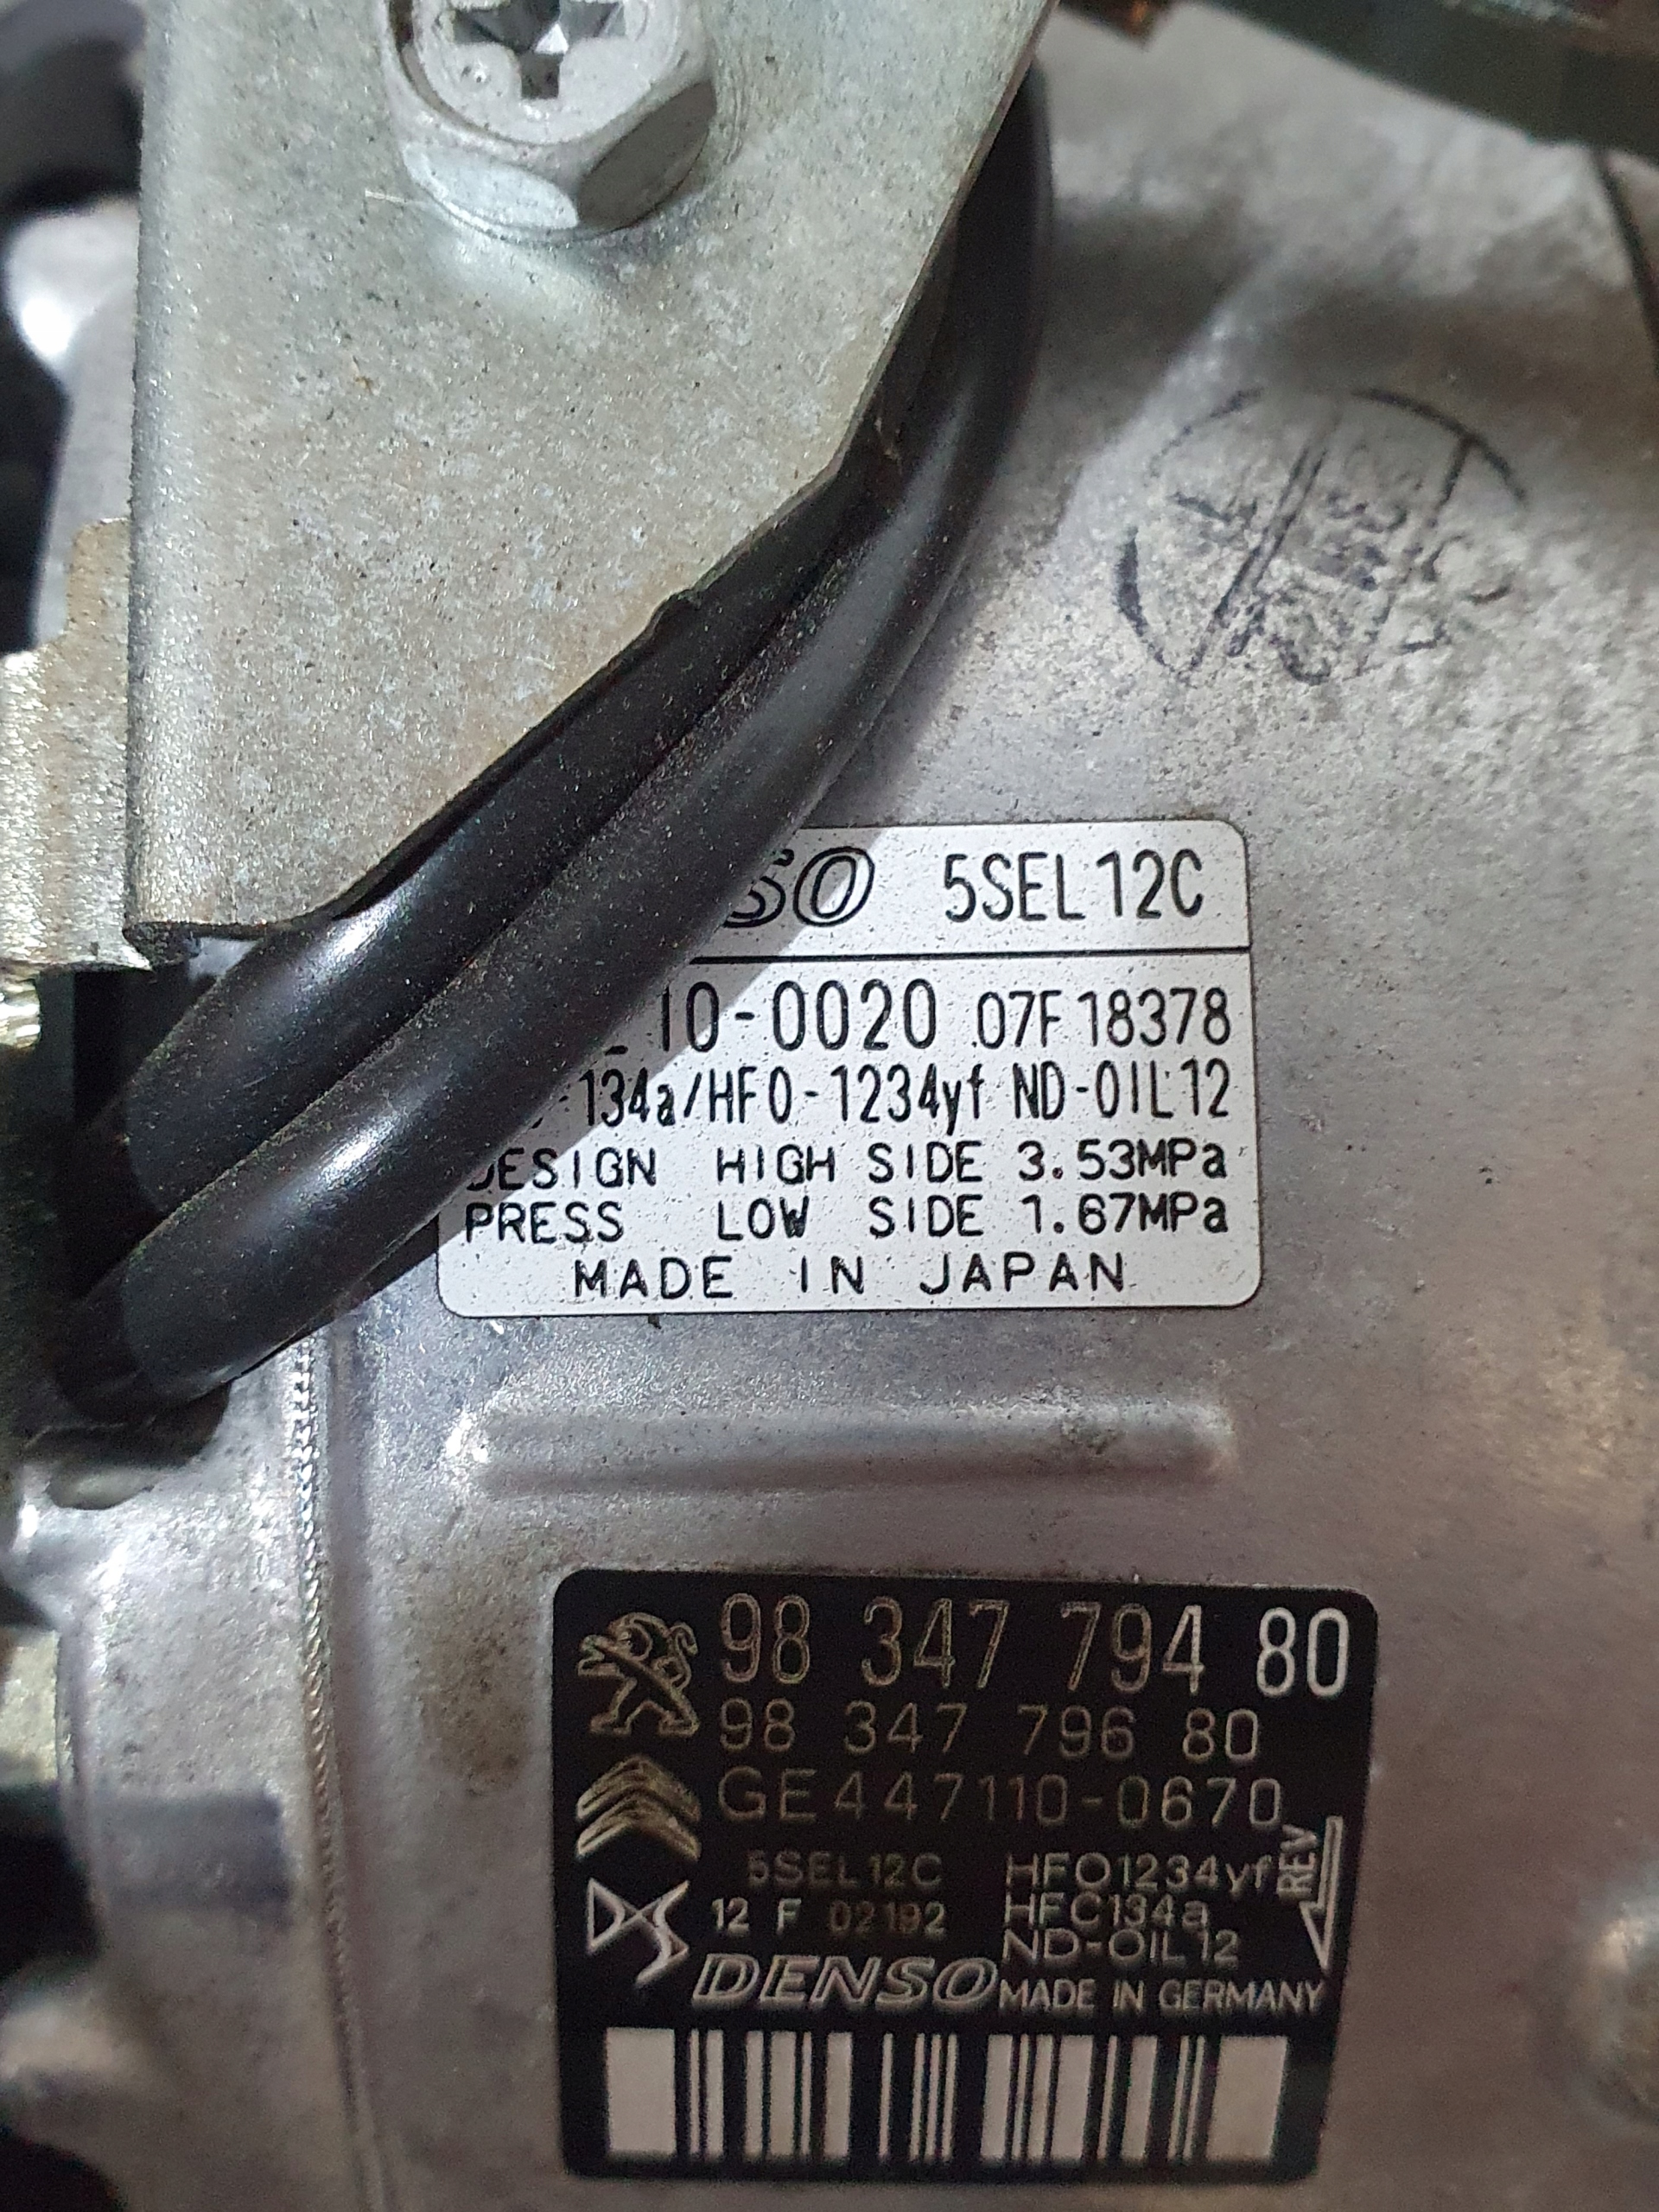 5SEL12C
10-0020 07F18378
134a/HFO-1234yf ND-OIL12
DESIGN HIGH SIDE 3.53MPa
PRESS LOW SIDE 1.67MPa
MADE IN JAPAN
98 347 794 80
98 347 796 80
GE447110-0670
5SEL12C HFO1234yf REV
12 F 02192 HFC134a
ND-OIL12
DENSO MADE IN GERMANY